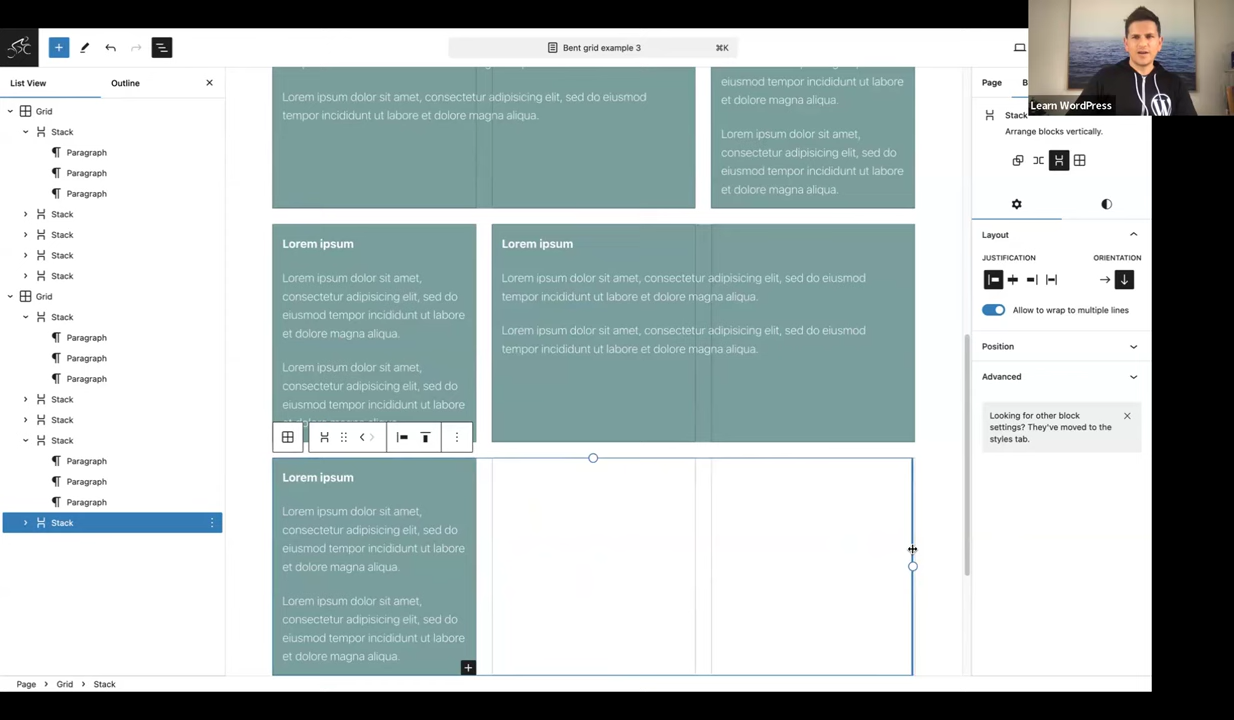 Bent grid example 3
⌘K
Learn WordPress
List View
Outline
Grid
Stack
Paragraph
Paragraph
Paragraph
Stack
Stack
Stack
Stack
Grid
Stack
Paragraph
Paragraph
Paragraph
Stack
Stack
Stack
Paragraph
Paragraph
Paragraph
Stack
Lorem ipsum dolor sit amet, consectetur adipisicing elit, sed do eiusmod
tempor incididunt ut labore et dolore magna aliqua.
eiusmod tempor incididunt ut labore
et dolore magna aliqua.
Lorem ipsum dolor sit amet,
consectetur adipisicing elit, sed do
eiusmod tempor incididunt ut labore
et dolore magna aliqua.
Lorem ipsum
Lorem ipsum dolor sit amet,
consectetur adipisicing elit, sed do
eiusmod tempor incididunt ut labore
et dolore magna aliqua.
Lorem ipsum dolor sit amet,
consectetur adipisicing elit, sed do
eiusmod tempor incididunt ut labore
Lorem ipsum
Lorem ipsum dolor sit amet, consectetur adipisicing elit, sed do eiusmod
tempor incididunt ut labore et dolore magna aliqua.
Lorem ipsum dolor sit amet, consectetur adipisicing elit, sed do eiusmod
tempor incididunt ut labore et dolore magna aliqua.
Lorem ipsum
Lorem ipsum dolor sit amet,
consectetur adipisicing elit, sed do
eiusmod tempor incididunt ut labore
et dolore magna aliqua.
Lorem ipsum dolor sit amet,
consectetur adipisicing elit, sed do
eiusmod tempor incididunt ut labore
et dolore magna aliqua.
Page
Stack
Arrange blocks vertically.
Layout
JUSTIFICATION
ORIENTATION
Allow to wrap to multiple lines
Position
Advanced
Looking for other block
settings? They've moved to the
styles tab.
Page > Grid > Stack